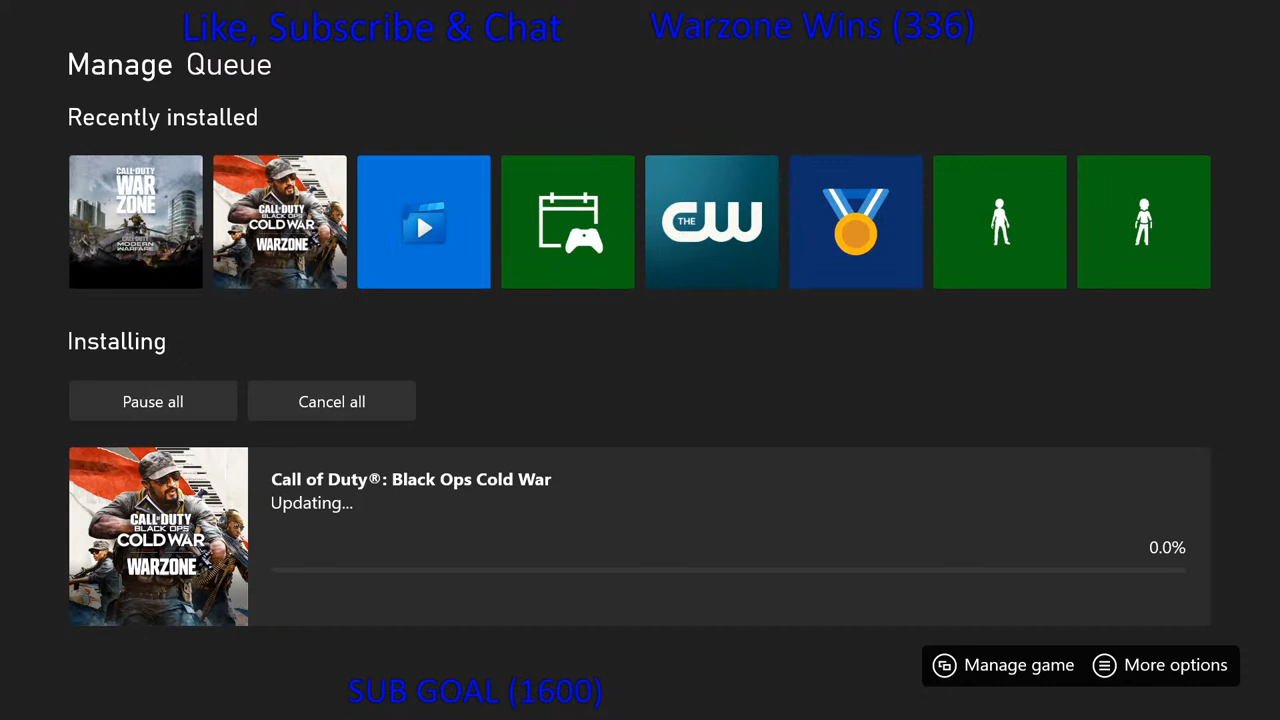 Like, Subscribe & Chat
Warzone Wins (336)
Manage Queue
Recently installed
CALL OF DUTY
WAR
ZONE
CALL OF DUTY
MODERN
WARFARE
CALL OF DUTY
BLACK OPS
COLD WAR
WARZONE
THE CW
Installing
Pause all
Cancel all
CALL OF DUTY
BLACK OPS
COLD WAR
WARZONE
Call of Duty®: Black Ops Cold War
Updating...
0.0%
Manage game
More options
SUB GOAL (1600)